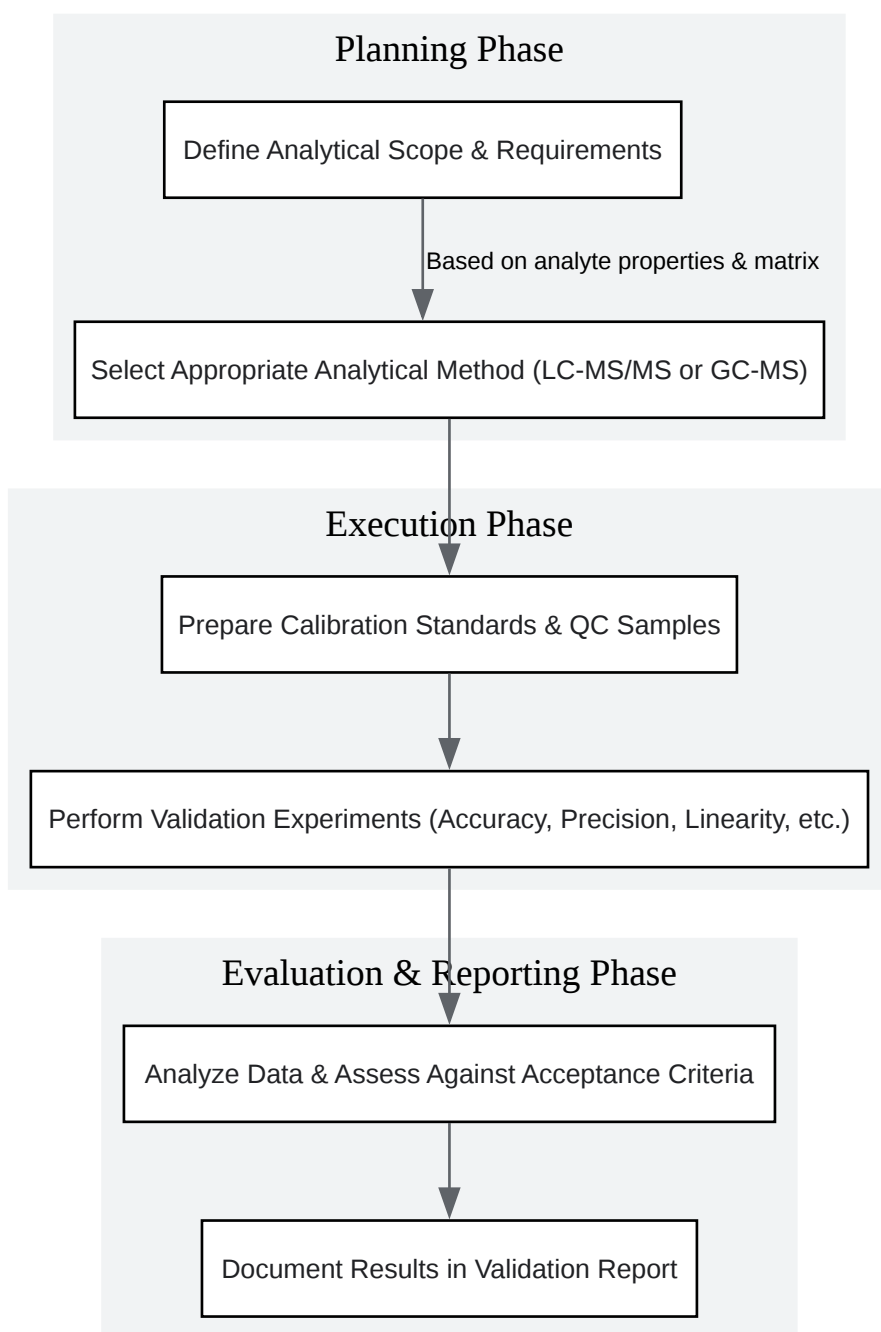 Planning Phase
Define Analytical Scope & Requirements
Based on analyte properties & matrix
Select Appropriate Analytical Method (LC-MS/MS or GC-MS)
Execution Phase
Prepare Calibration Standards & QC Samples
Perform Validation Experiments (Accuracy, Precision, Linearity, etc.)
Evaluation & Reporting Phase
Analyze Data & Assess Against Acceptance Criteria
Document Results in Validation Report